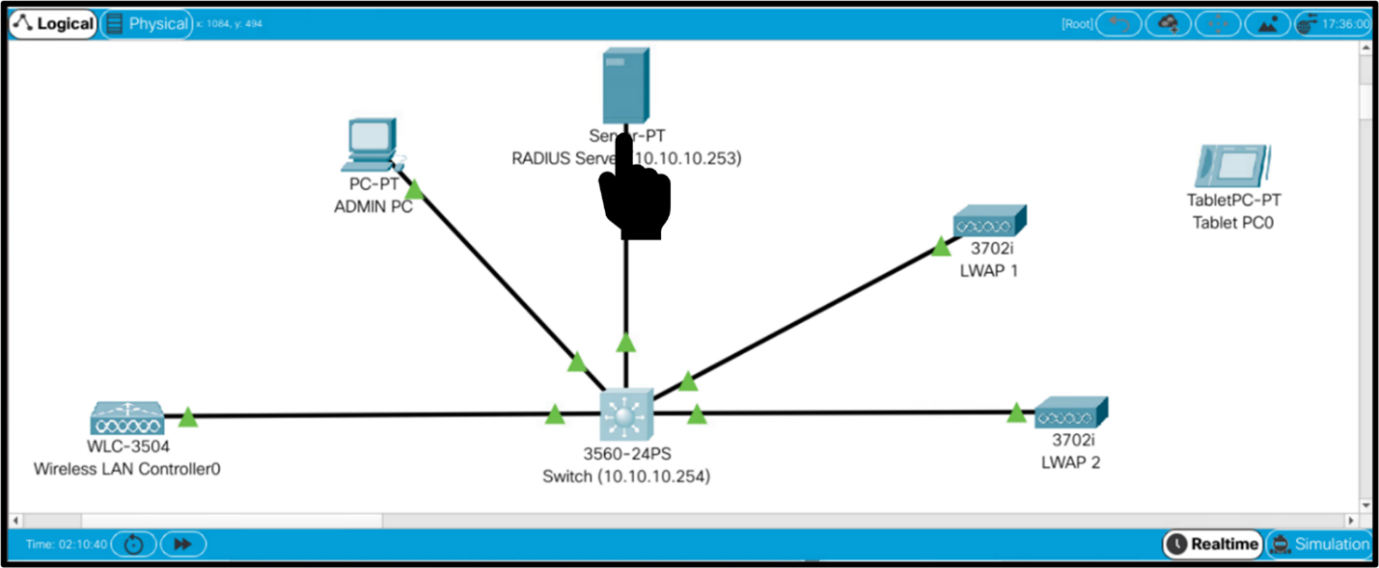 Logical Physical x: 1084, y: 494 [Root] 17:36:00
PC-PT
ADMIN PC
RADIUS 10.10.10.253)
TabletPC-PT
Tablet PC0
3702i
LWAP 1
WLC-3504
Wireless LAN Controller0
3560-24PS
Switch (10.10.10.254)
3702i
LWAP 2
Time: 02:10:40 Realtime Simulation